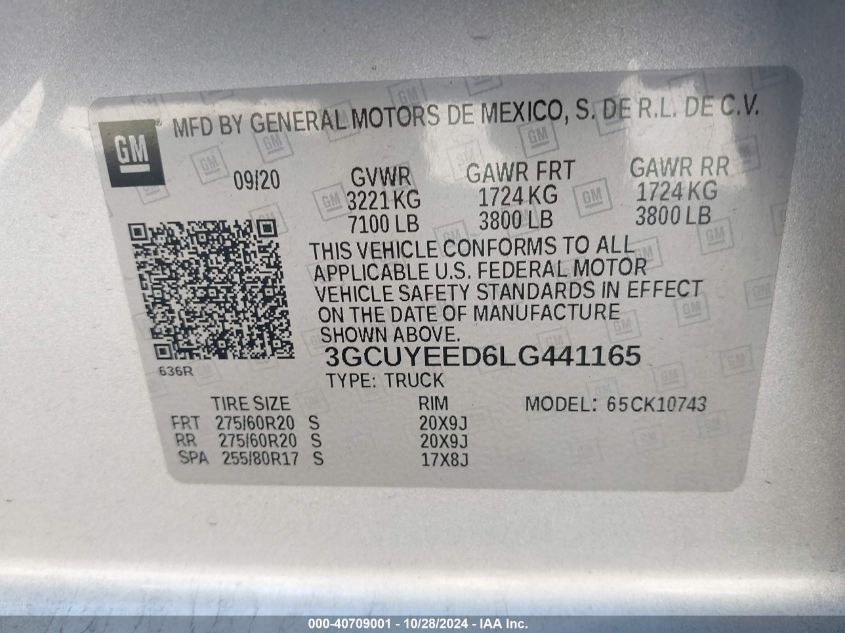 GM ® MFD BY GENERAL MOTORS DE MEXICO, S. DE R.L. DE C.V.
09/20 GVWR GAWR FRT GAWR RR
3221 KG 1724 KG 1724 KG
7100 LB 3800 LB 3800 LB
THIS VEHICLE CONFORMS TO ALL
APPLICABLE U.S. FEDERAL MOTOR
VEHICLE SAFETY STANDARDS IN EFFECT
ON THE DATE OF MANUFACTURE
SHOWN ABOVE.
636R 3GCUYEED6LG441165
TYPE: TRUCK
TIRE SIZE RIM MODEL: 65CK10743
FRT 275/60R20 S 20X9J
RR 275/60R20 S 20X9J
SPA 255/80R17 S 17X8J
000-40709001 - 10/28/2024 - IAA Inc.